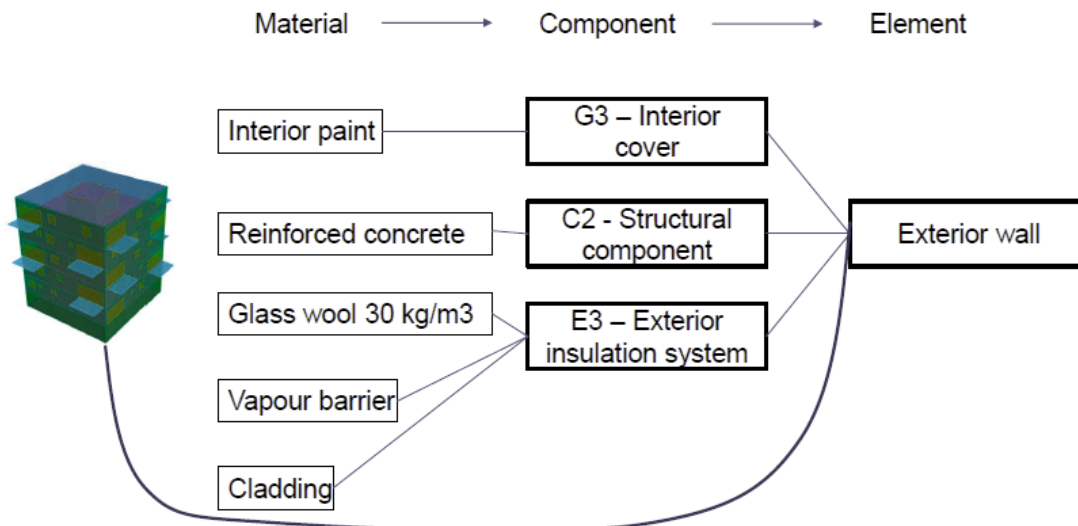 Material
Component
Element
Interior paint
G3 – Interior
cover
Reinforced concrete
C2 - Structural
component
Exterior wall
Glass wool 30 kg/m3
E3 – Exterior
insulation system
Vapour barrier
Cladding